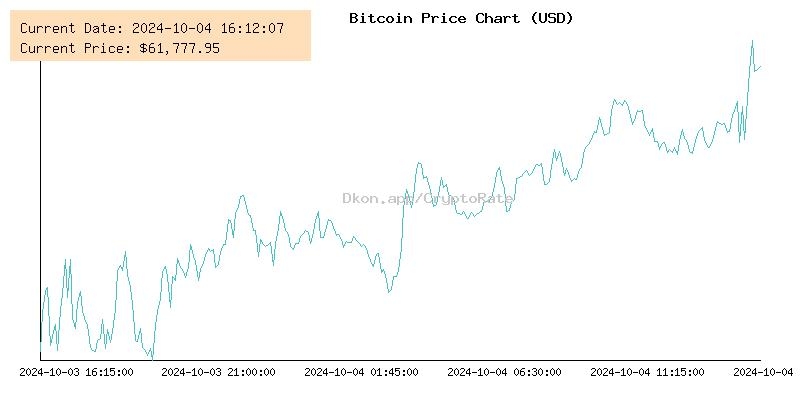 Bitcoin Price Chart (USD)
Current Date: 2024-10-04 16:12:07
Current Price: $61,777.95
Dkon.app/CryptoRate
2024-10-03 16:15:00 2024-10-03 21:00:00 2024-10-04 01:45:00 2024-10-04 06:30:00 2024-10-04 11:15:00 2024-10-04